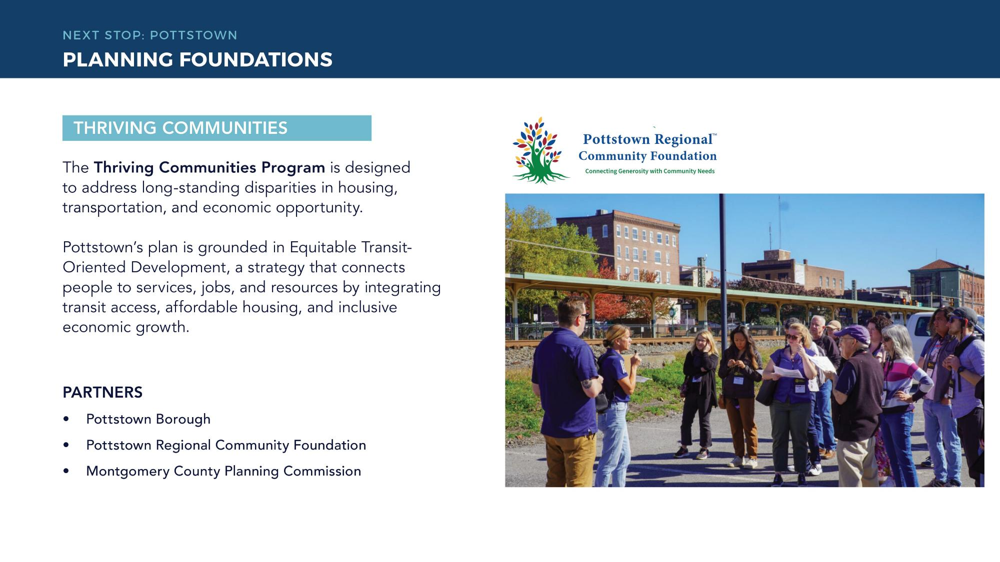 NEXT STOP: POTTSTOWN
PLANNING FOUNDATIONS
THRIVING COMMUNITIES
The Thriving Communities Program is designed
to address long-standing disparities in housing,
transportation, and economic opportunity.
Pottstown’s plan is grounded in Equitable Transit-
Oriented Development, a strategy that connects
people to services, jobs, and resources by integrating
transit access, affordable housing, and inclusive
economic growth.
PARTNERS
• Pottstown Borough
• Pottstown Regional Community Foundation
• Montgomery County Planning Commission
Pottstown Regional™
Community Foundation
Connecting Generosity with Community Needs